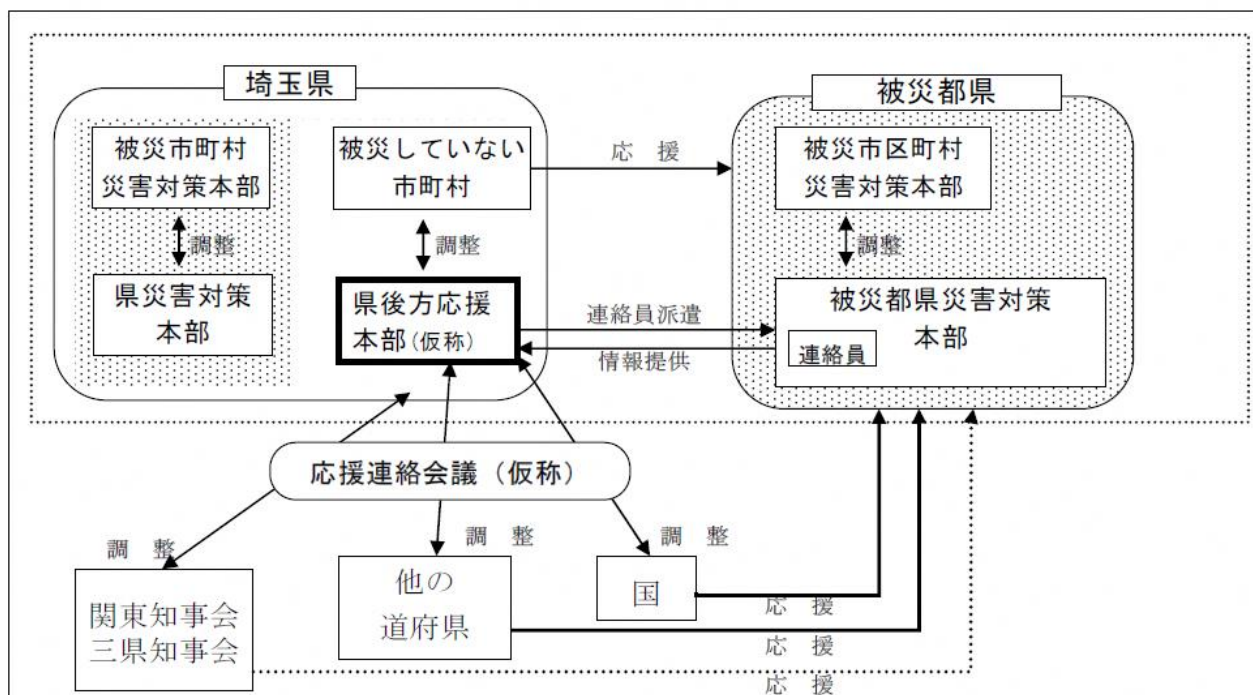 埼玉県
被災都県
被災市町村
災害対策本部
被災していない
市町村
応 援
被災市区町村
災害対策本部
調整
調整
調整
県災害対策
本部
県後方応援
本部(仮称)
連絡員派遣
情報提供
被災都県災害対策
本部
連絡員
応援連絡会議(仮称)
調 整
調 整
調 整
関東知事会
三県知事会
他の
道府県
国
応 援
応 援
応 援